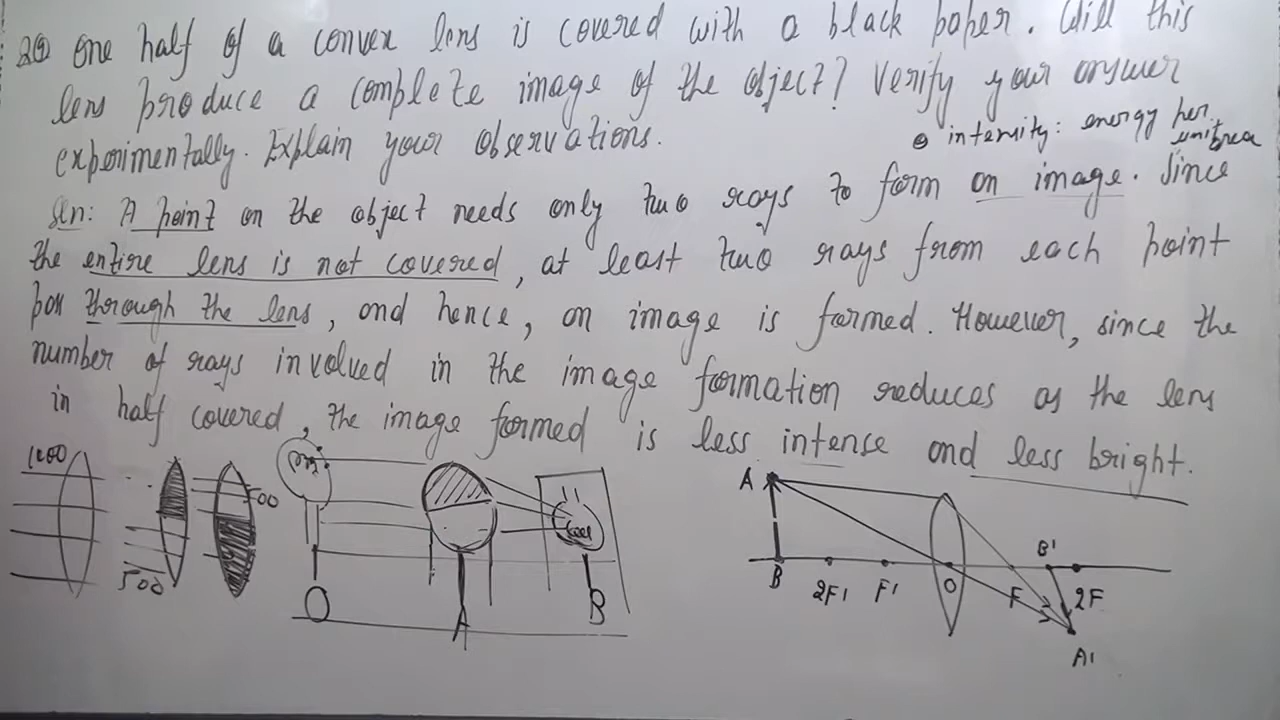 20 One half of a convex lens is covered with a black paper. Will this
lens produce a complete image of the object? Verify your answer
experimentally. Explain your observations.
intensity: energy per
unit area
Sln: A point on the object needs only two rays to form an image. Since
the entire lens is not covered, at least two rays from each point
pass through the lens, and hence, an image is formed. However, since the
number of rays involved in the image formation reduces as the lens
in half covered, the image formed is less intense and less bright.
1000
500
500
O
A
B
A
B
2F'
F'
O
F
B'
2F
A'